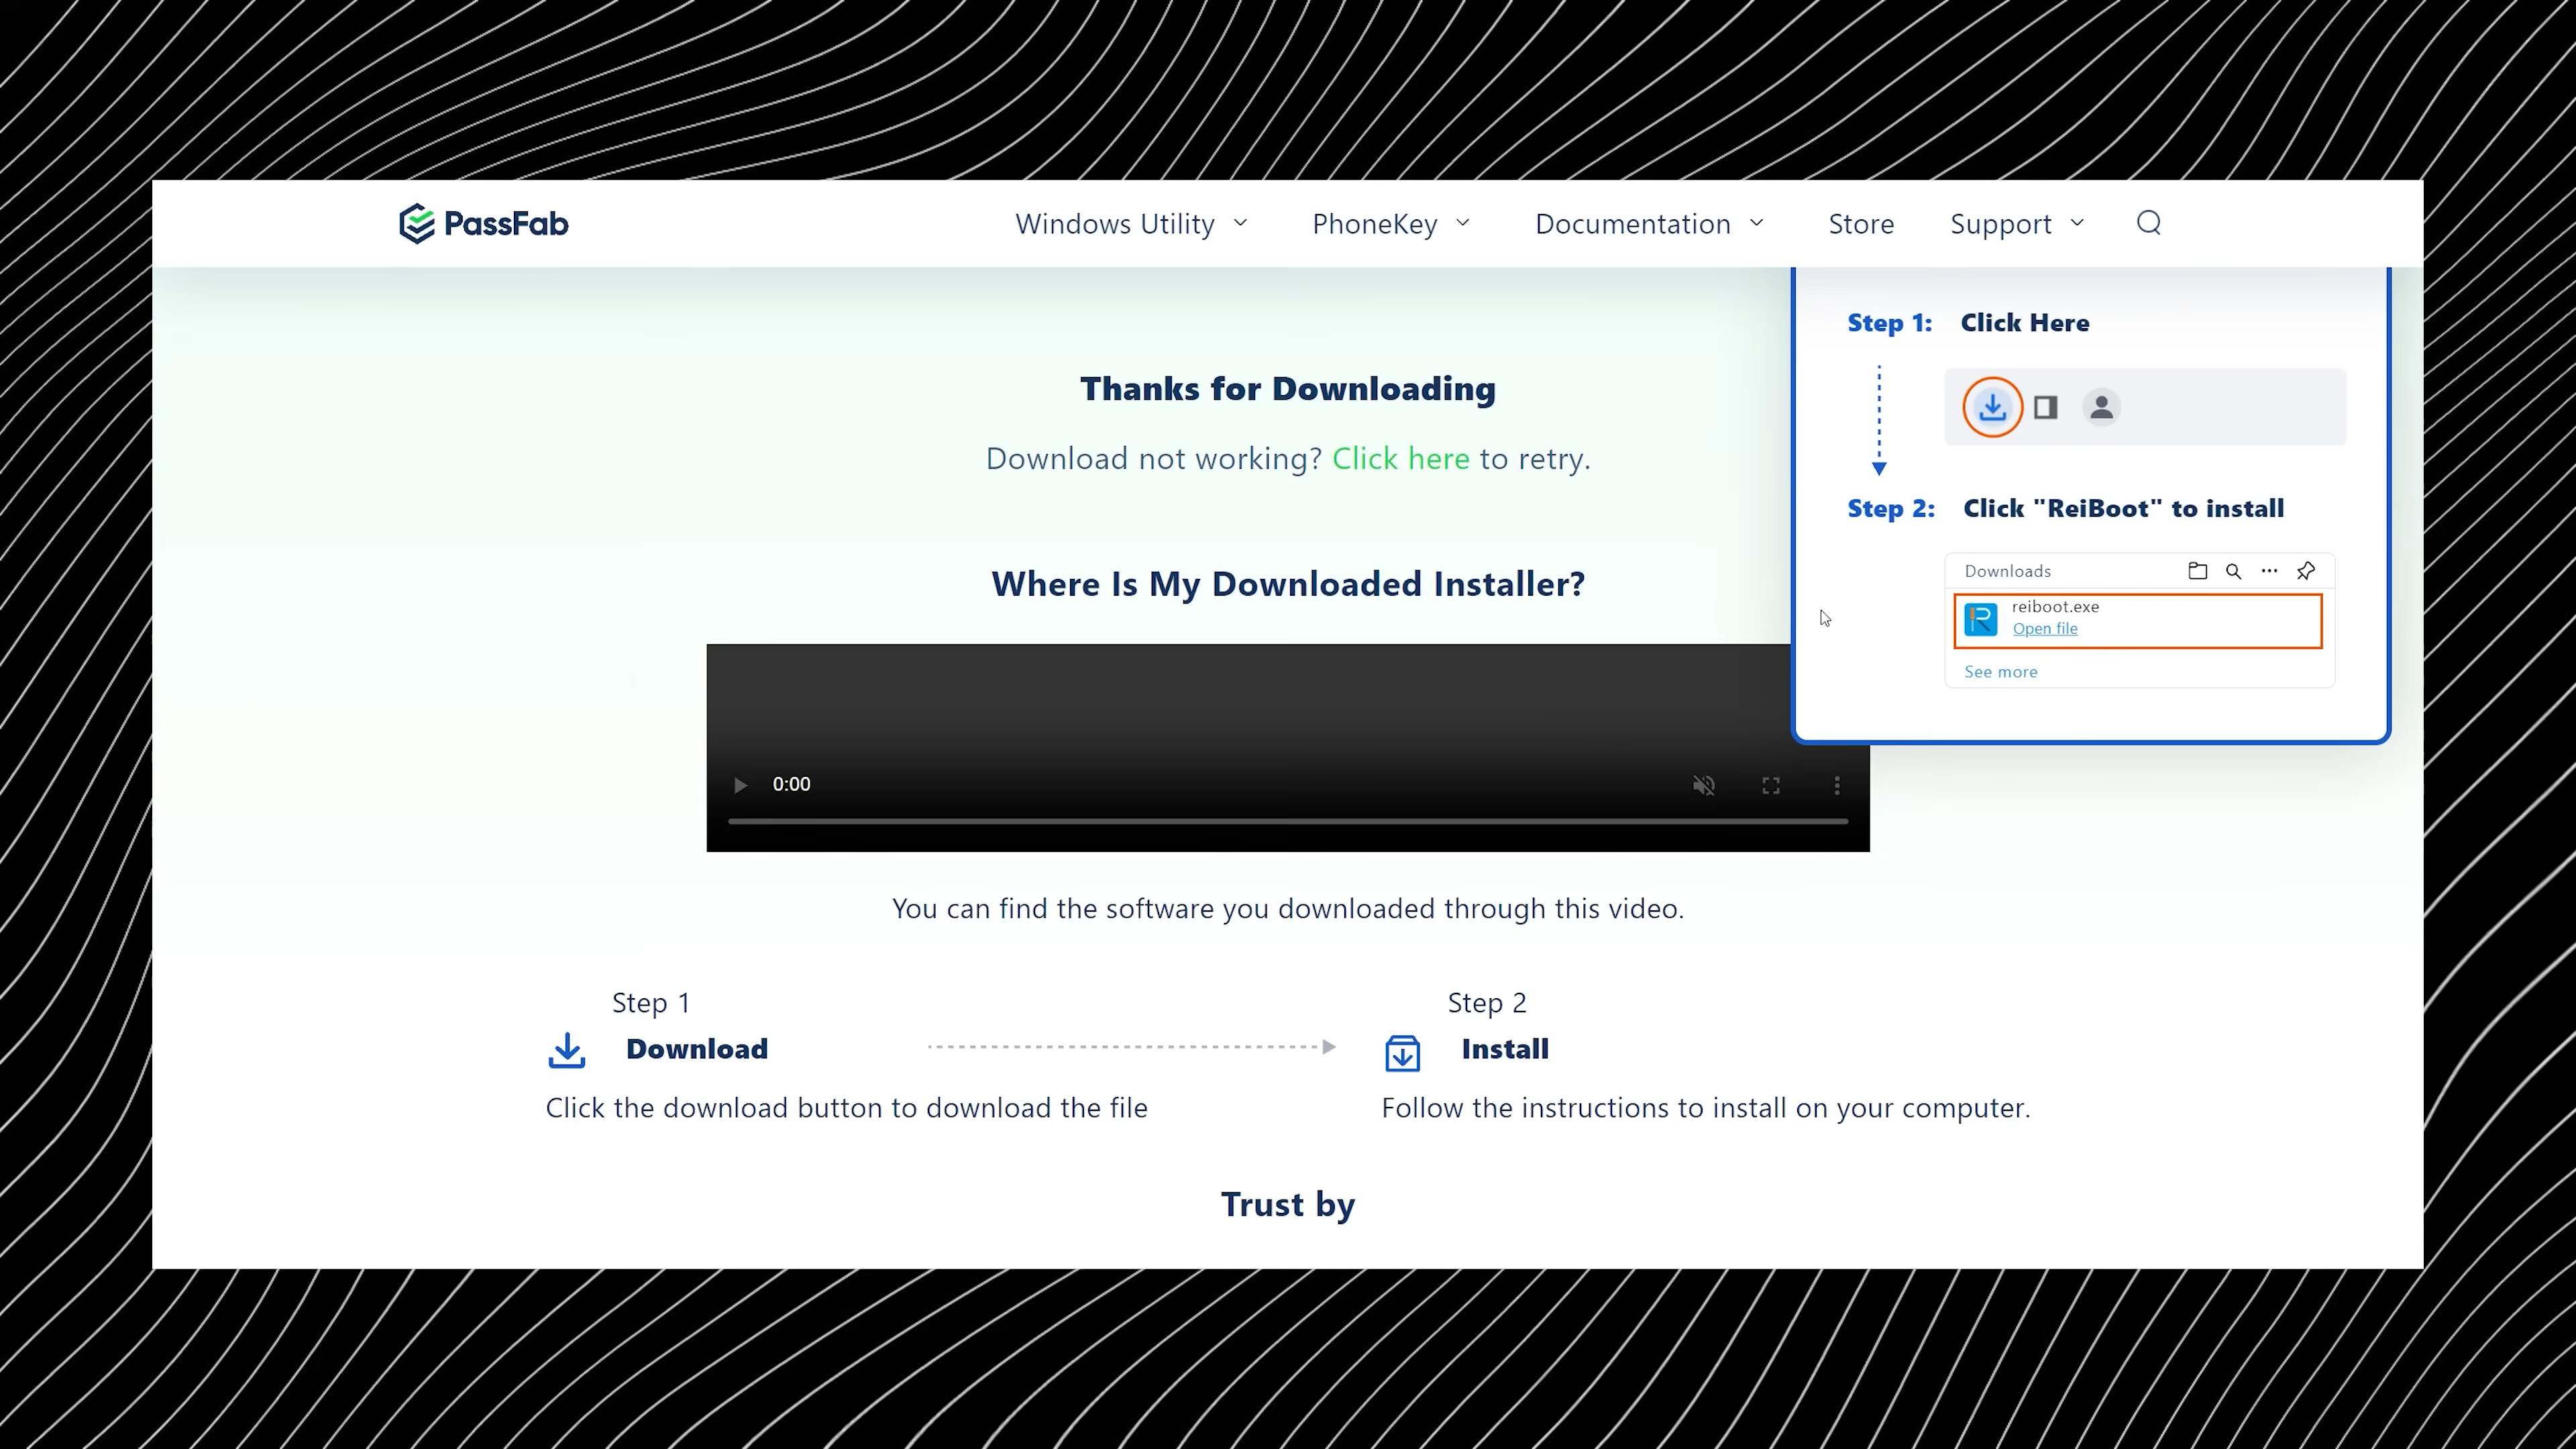 PassFab
Windows Utility
PhoneKey
Documentation
Store
Support
Thanks for Downloading
Download not working? Click here to retry.
Where Is My Downloaded Installer?
0:00
You can find the software you downloaded through this video.
Step 1: Click Here
Step 2: Click "ReiBoot" to install
Downloads
reiboot.exe
Open file
See more
Step 1
Download
Click the download button to download the file
Step 2
Install
Follow the instructions to install on your computer.
Trust by